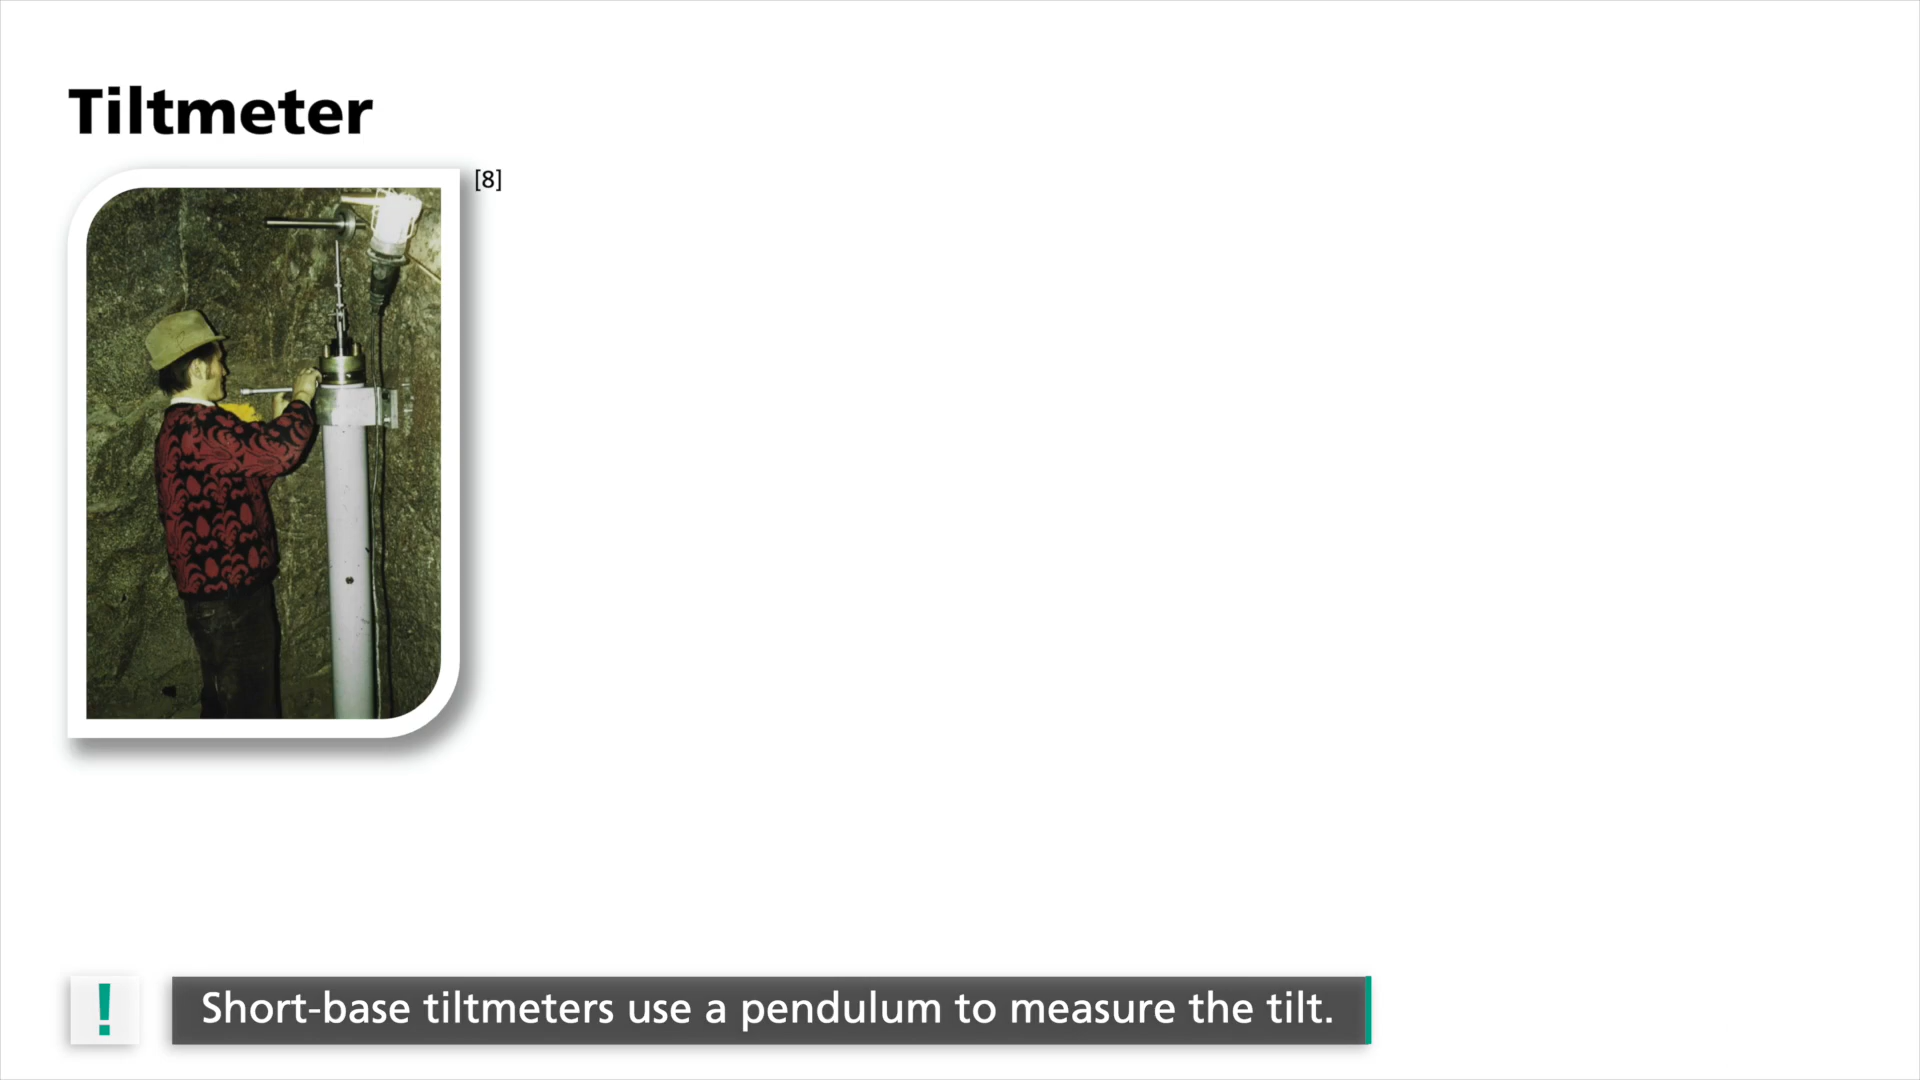 Tiltmeter
[8]
! Short-base tiltmeters use a pendulum to measure the tilt.